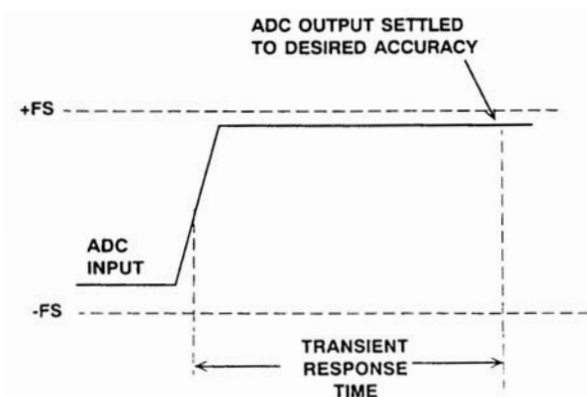 ADC OUTPUT SETTLED
TO DESIRED ACCURACY
+FS
ADC
INPUT
-FS
TRANSIENT
RESPONSE
TIME